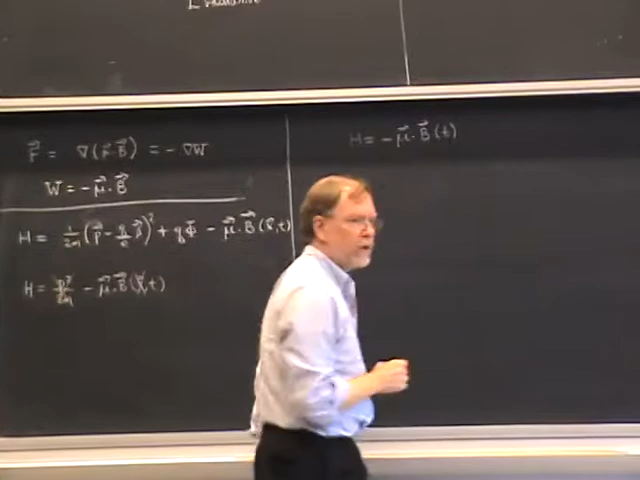 F⃗ = ∇(μ⃗·B⃗) = -∇W
W = -μ⃗·B⃗
H = 1/2m (p⃗ - q/c A⃗)² + qΦ - μ⃗·B⃗(x⃗,t)
H = p²/2m - μ⃗·B⃗(x⃗,t)
H = -μ⃗·B⃗(t)